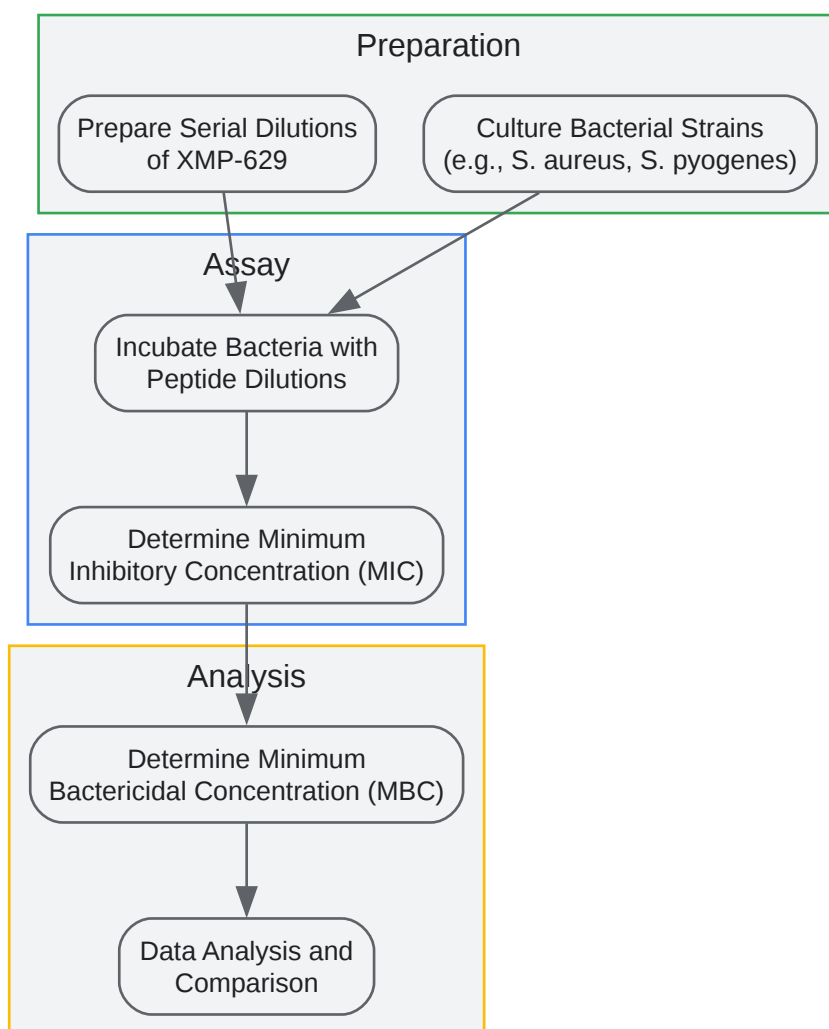 Preparation
Prepare Serial Dilutions
of XMP-629
Culture Bacterial Strains
(e.g., S. aureus, S. pyogenes)
Assay
Incubate Bacteria with
Peptide Dilutions
Determine Minimum
Inhibitory Concentration (MIC)
Analysis
Determine Minimum
Bactericidal Concentration (MBC)
Data Analysis and
Comparison